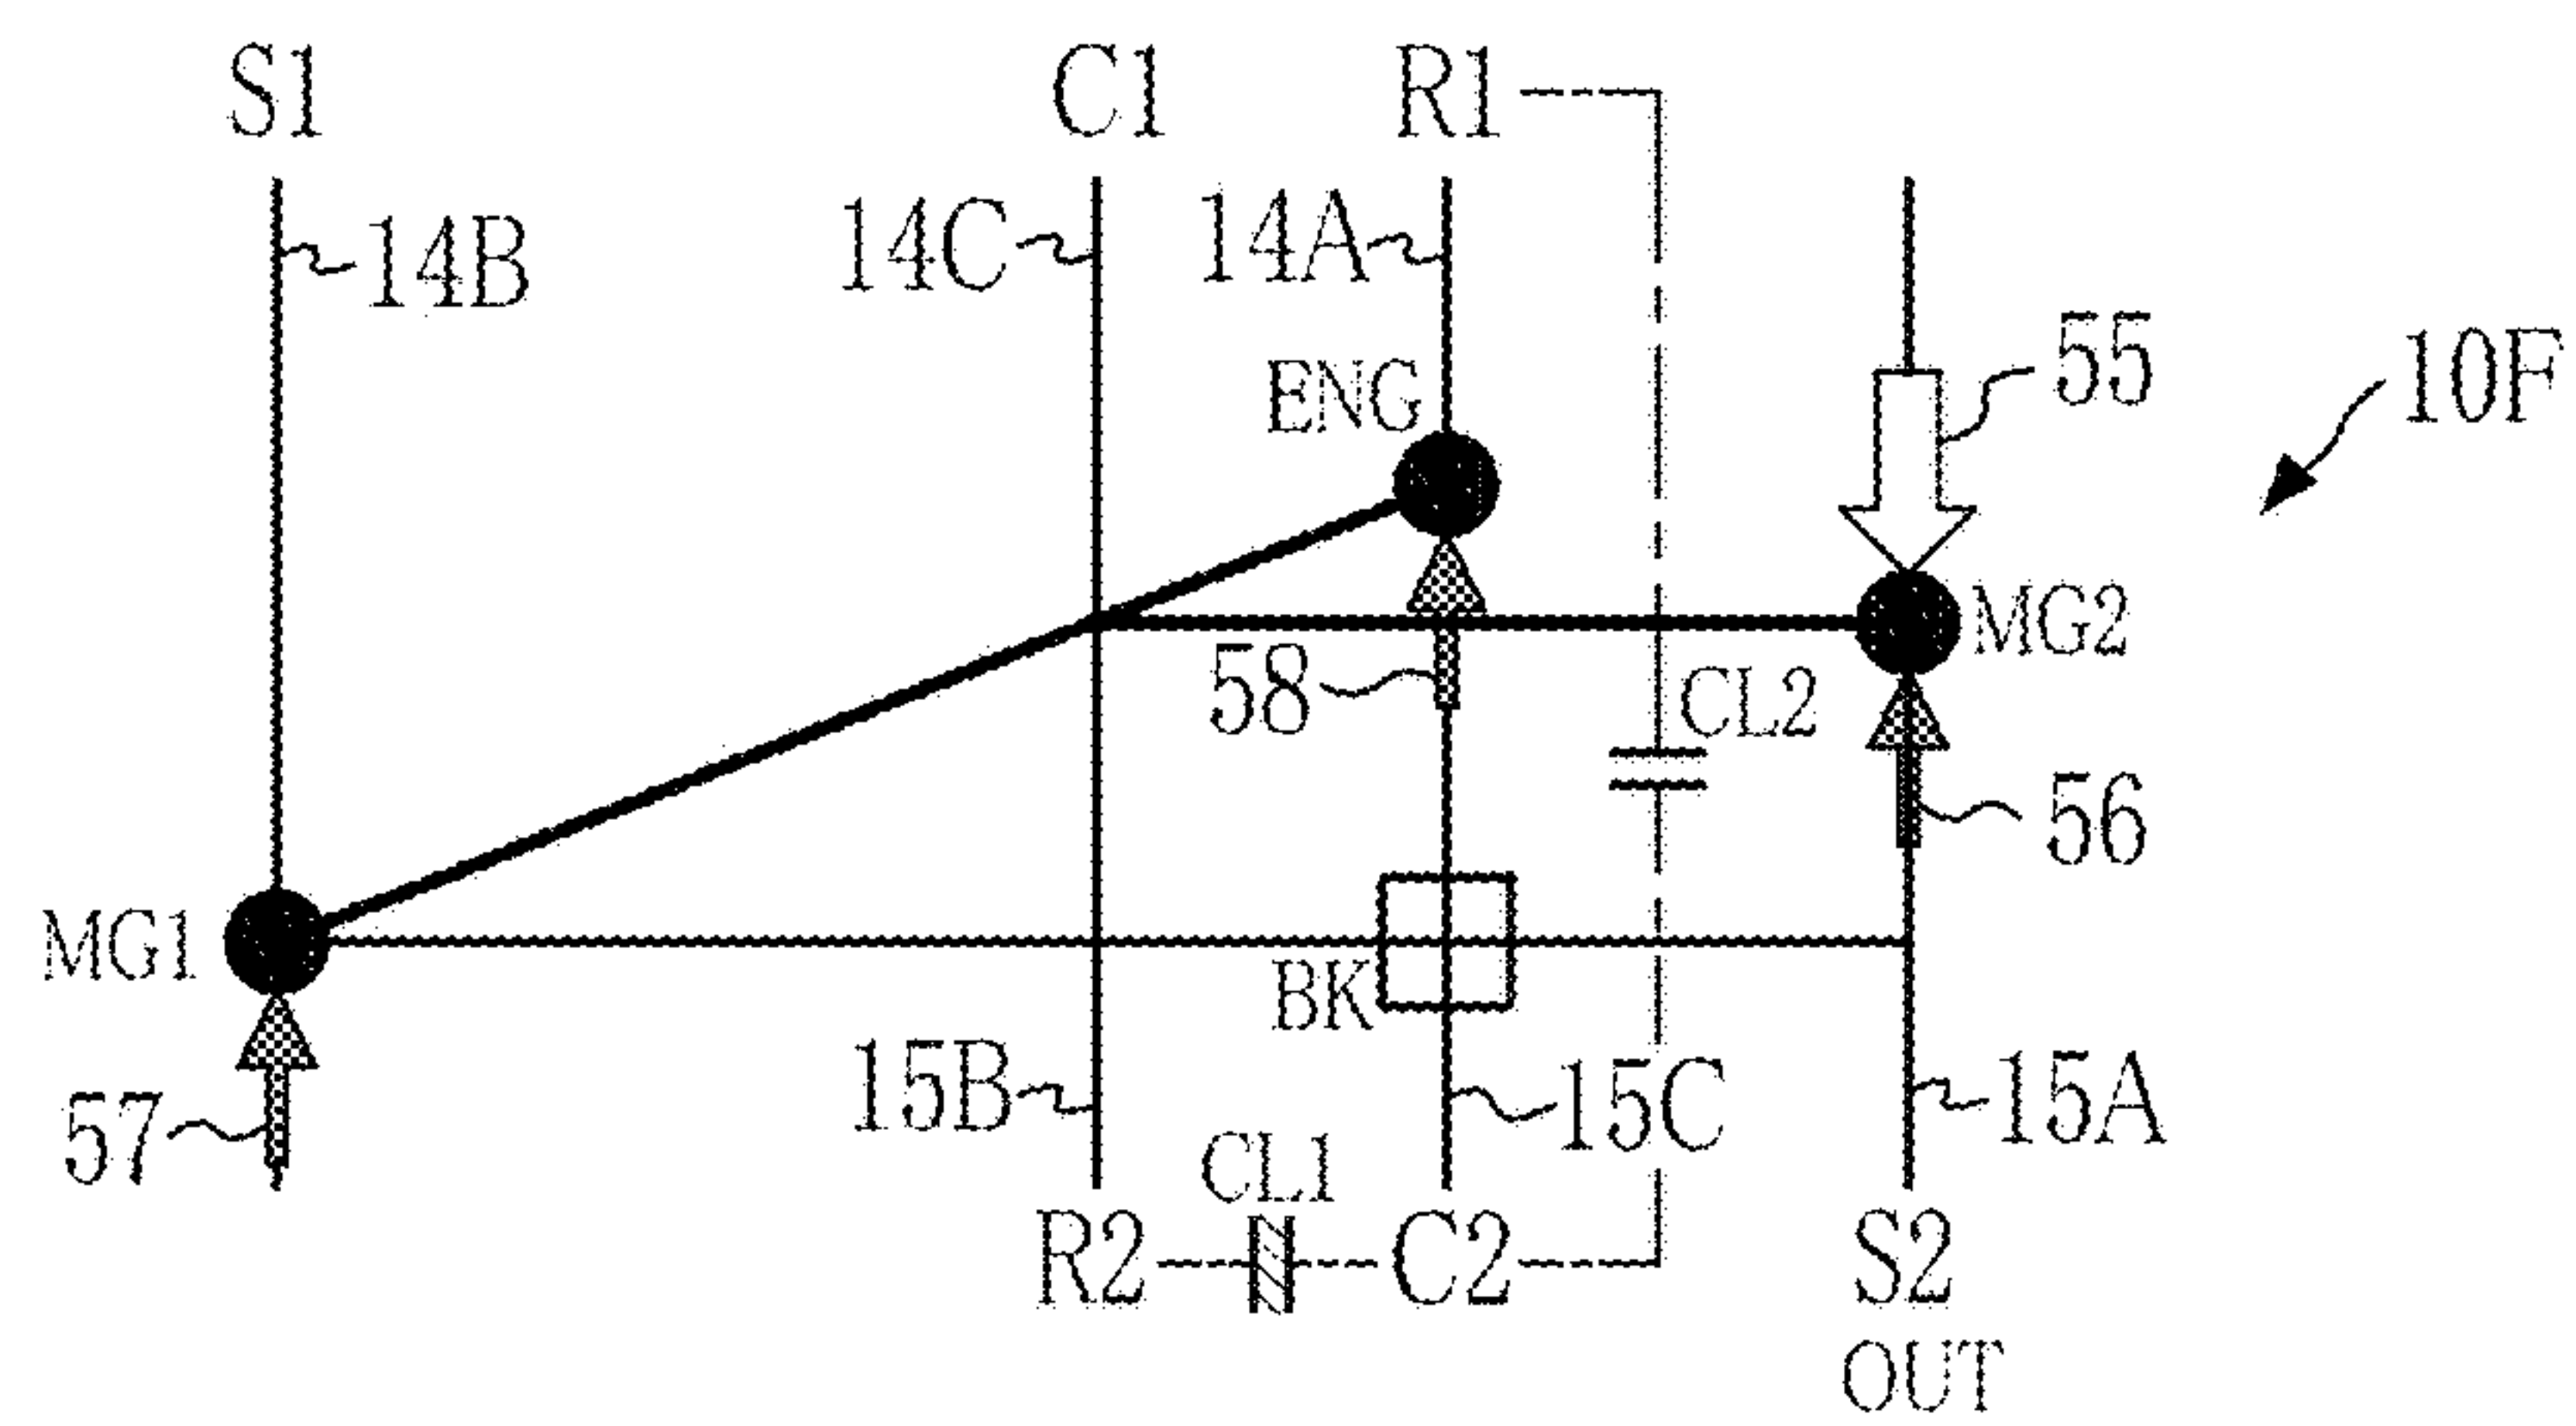 S1 C1 R1
14B 14C 14A
ENG 55 10F
MG2
58 CL2
56
MG1 BK
57 15B 15C 15A
CL1
R2 C2 S2
OUT